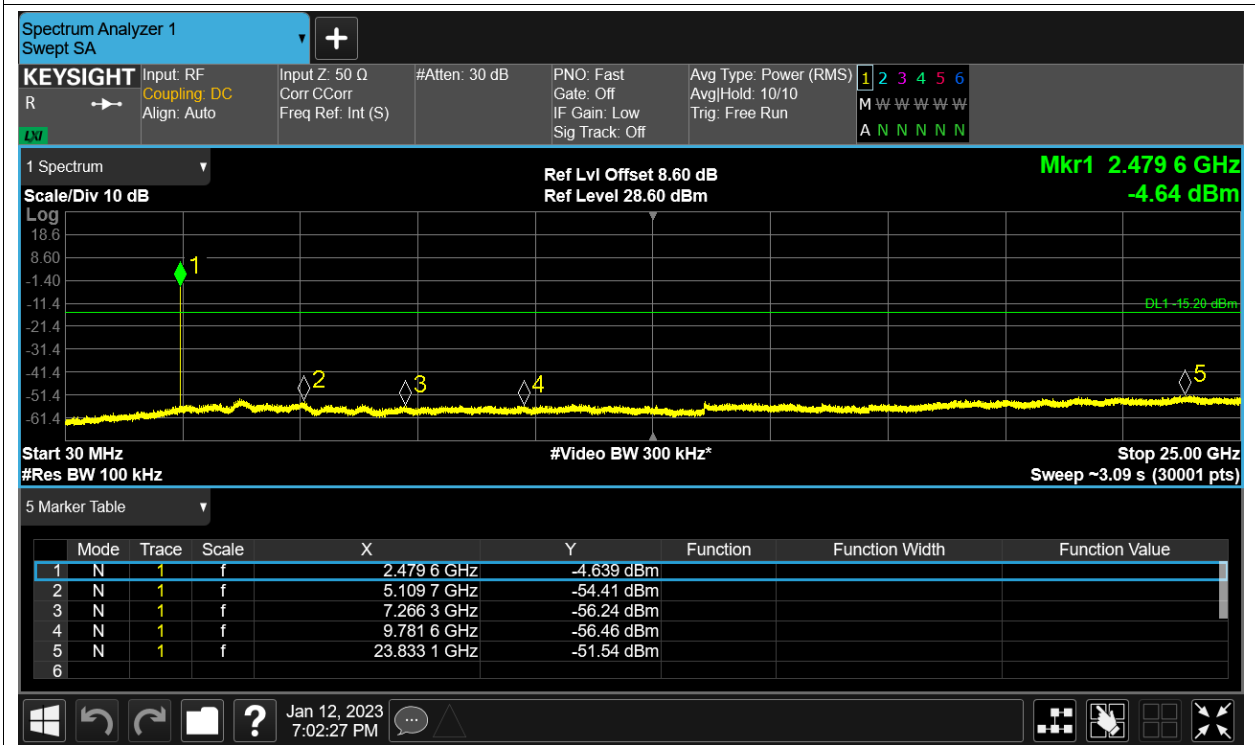 Spectrum Analyzer 1
Swept SA
KEYSIGHT
R
LXI
Input: RF
Coupling: DC
Align: Auto
Input Z: 50 Ω
Corr CCorr
Freq Ref: Int (S)
#Atten: 30 dB
PNO: Fast
Gate: Off
IF Gain: Low
Sig Track: Off
Avg Type: Power (RMS)
Avg|Hold: 10/10
Trig: Free Run
1 2 3 4 5 6
M W W W W W
A N N N N N
1 Spectrum
Scale/Div 10 dB
Ref Lvl Offset 8.60 dB
Ref Level 28.60 dBm
Mkr1 2.479 6 GHz
-4.64 dBm
Log
18.6
8.60
-1.40
-11.4
-21.4
-31.4
-41.4
-51.4
-61.4
1
2
3
4
5
DL1 -15.20 dBm
Start 30 MHz
#Res BW 100 kHz
#Video BW 300 kHz*
Stop 25.00 GHz
Sweep ~3.09 s (30001 pts)
5 Marker Table
Mode Trace Scale X Y Function Function Width Function Value
1 N 1 f 2.479 6 GHz -4.639 dBm
2 N 1 f 5.109 7 GHz -54.41 dBm
3 N 1 f 7.266 3 GHz -56.24 dBm
4 N 1 f 9.781 6 GHz -56.46 dBm
5 N 1 f 23.833 1 GHz -51.54 dBm
6
?
Jan 12, 2023
7:02:27 PM